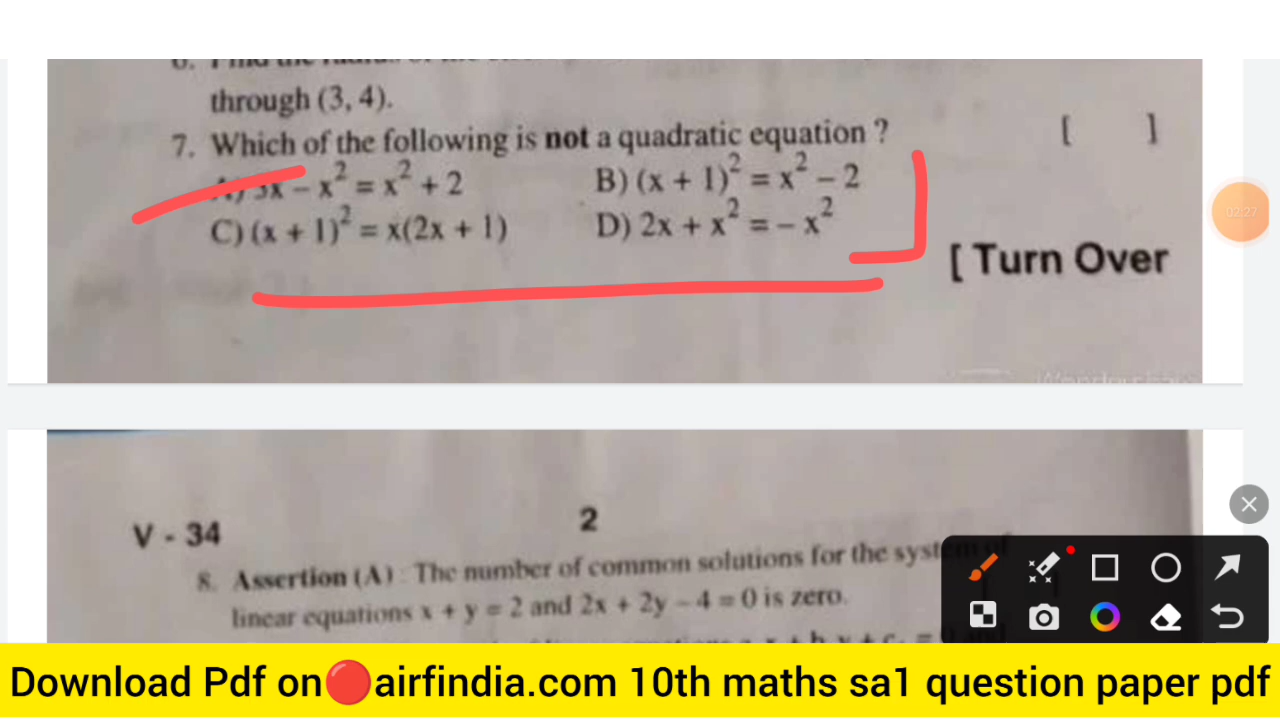 through (3, 4).
7. Which of the following is not a quadratic equation ? [ ]
A) 3x – x² = x² + 2 B) (x + 1)² = x² – 2
C) (x + 1)² = x(2x + 1) D) 2x + x² = – x²
[ Turn Over
02:27
V - 34 2
8. Assertion (A) : The number of common solutions for the system of
linear equations x + y = 2 and 2x + 2y – 4 = 0 is zero.
Download Pdf on🔴airfindia.com 10th maths sa1 question paper pdf